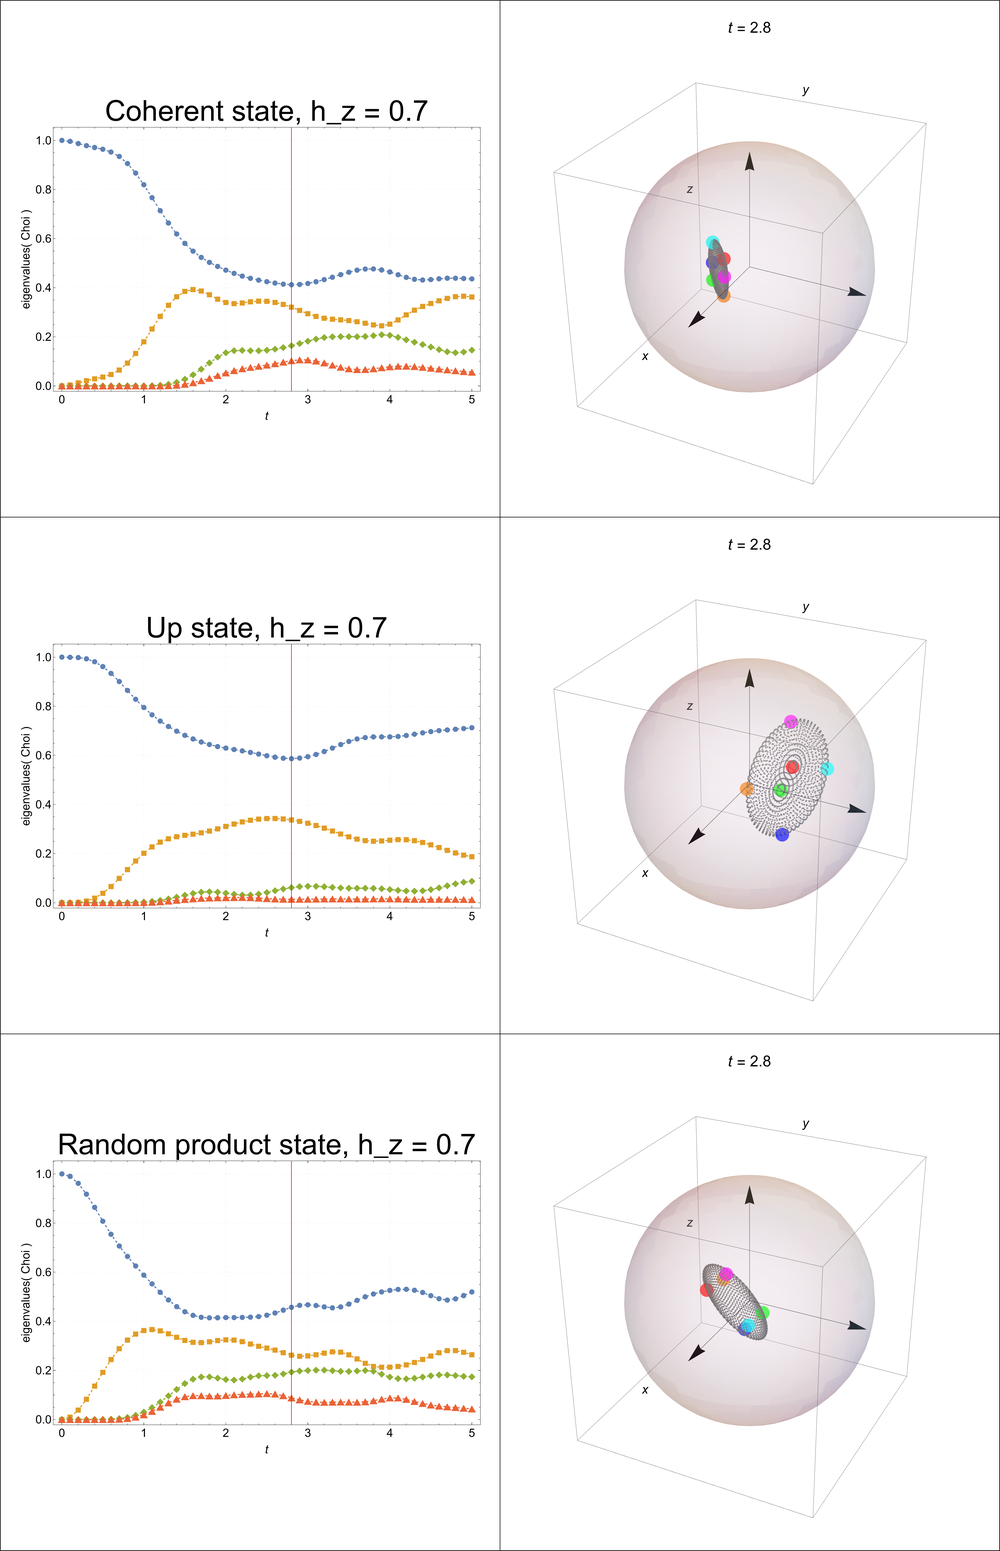 t = 2.8
y
Coherent state, h_z = 0.7
1.0
0.8
0.6
0.4
0.2
0.0
eigenvalues( Choi )
0 1 2 3 4 5
t
z
x
t = 2.8
y
Up state, h_z = 0.7
1.0
0.8
0.6
0.4
0.2
0.0
eigenvalues( Choi )
0 1 2 3 4 5
t
z
x
t = 2.8
y
Random product state, h_z = 0.7
1.0
0.8
0.6
0.4
0.2
0.0
eigenvalues( Choi )
0 1 2 3 4 5
t
z
x